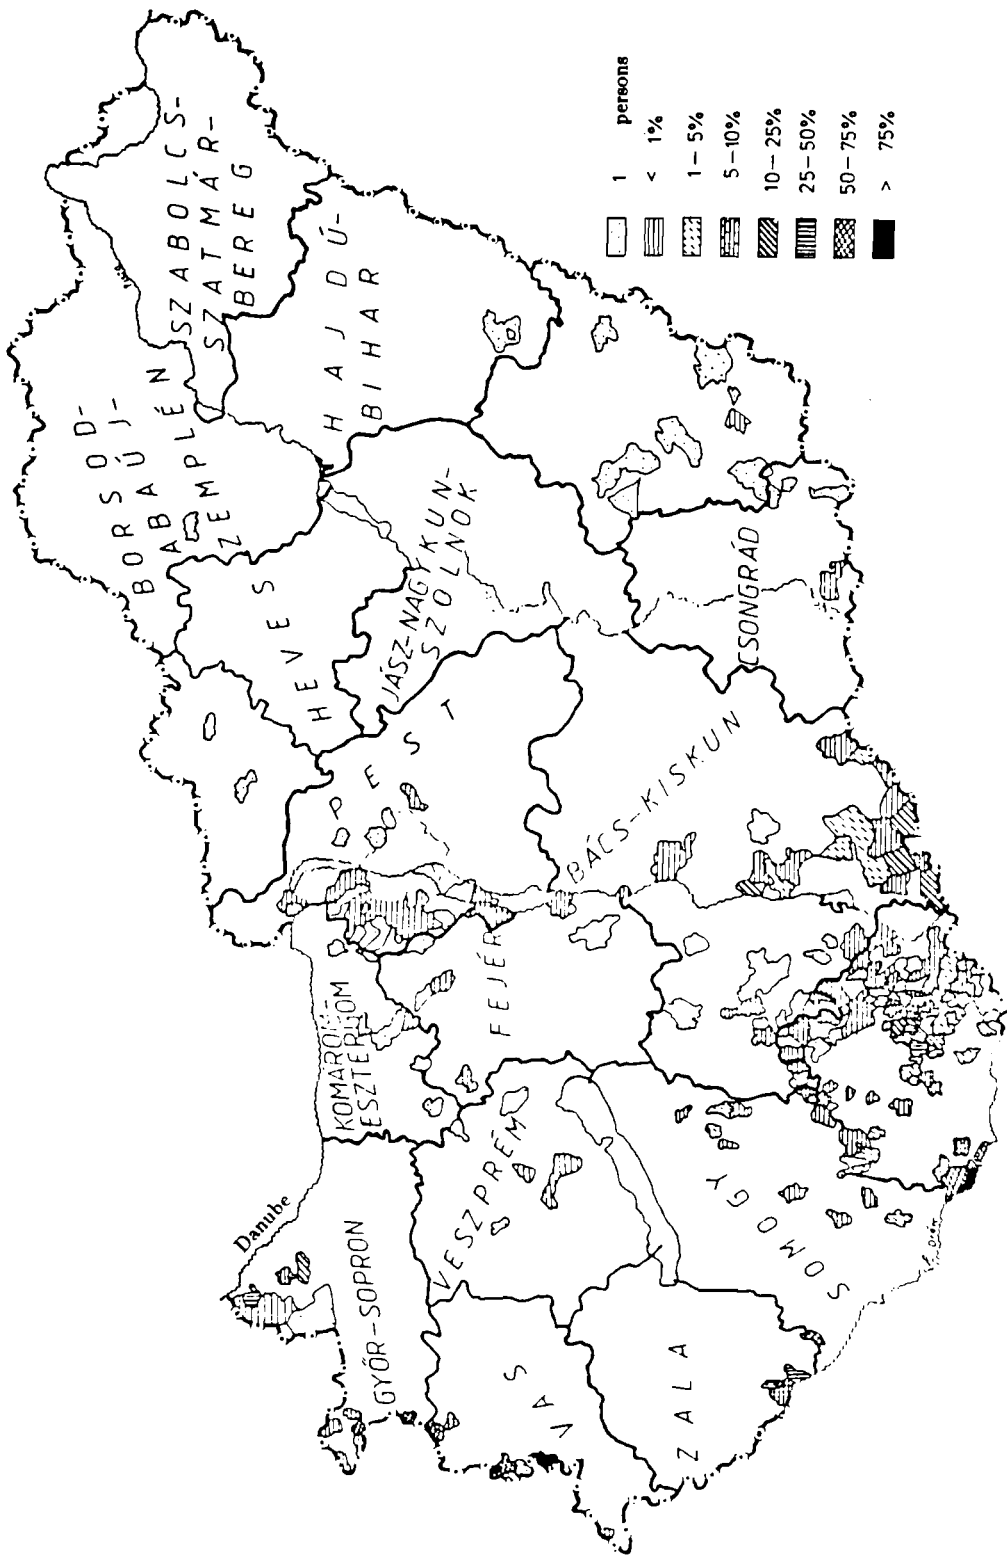 BORSOD-
ABAÚJ-
ZEMPLÉN
SZABOLCS-
SZATMÁR-
BEREG
HAJDÚ-
BIHAR
HEVES
JÁSZ-NAGYKUN-
SZOLNOK
PEST
CSONGRÁD
BÁCS-KISKUN
KOMÁROM-
ESZTERGOM
FEJÉR
Danube
GYŐR-SOPRON
VESZPRÉM
VAS
ZALA
SOMOGY
1 persons
< 1%
1-5%
5-10%
10-25%
25-50%
50-75%
> 75%